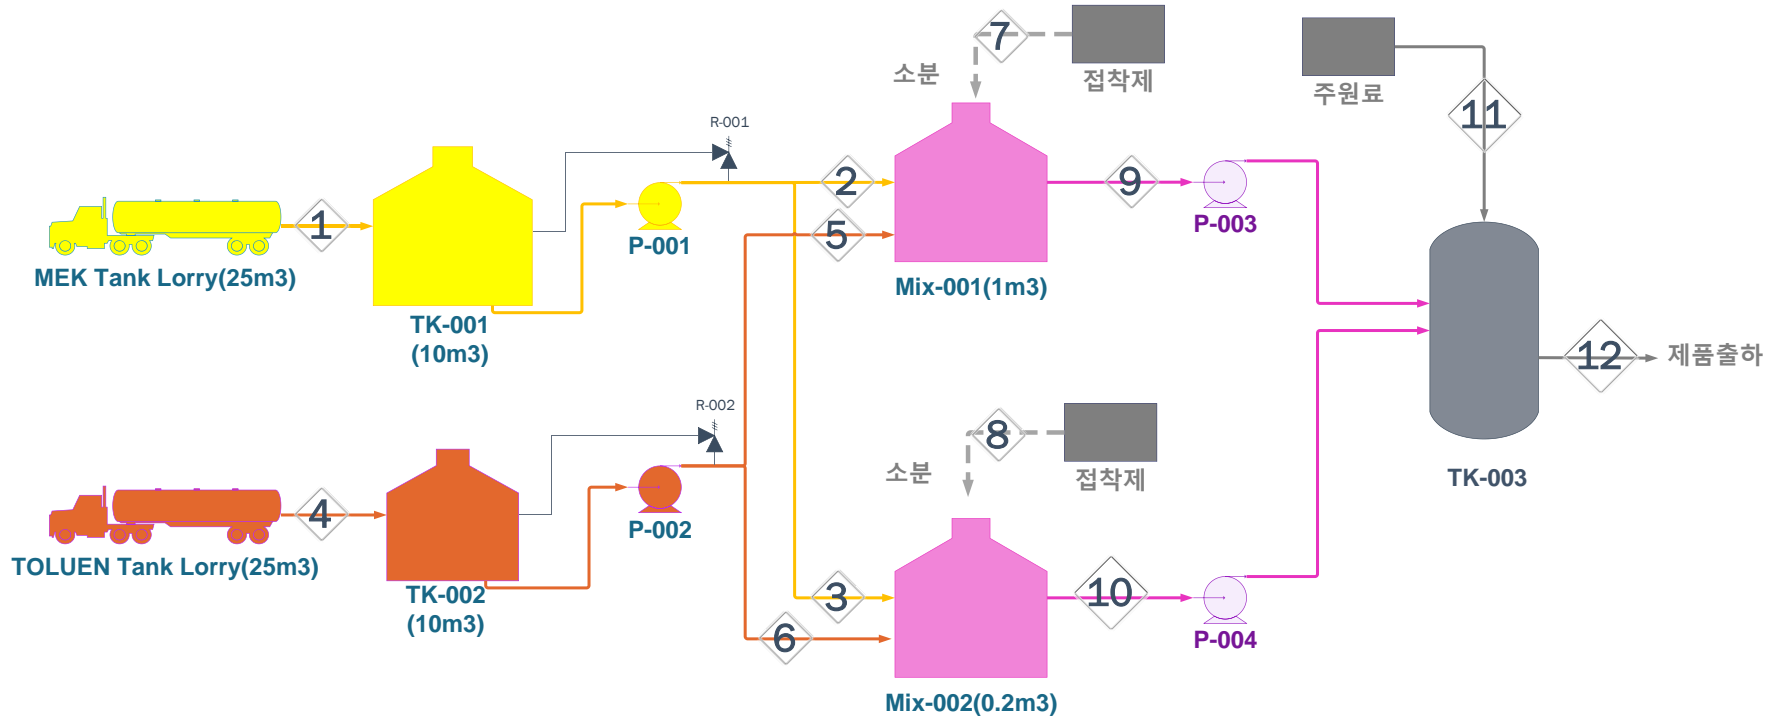 7
소분
접착제
주원료
11
R-001
1
2
9
P-001
5
P-003
MEK Tank Lorry(25m3)
Mix-001(1m3)
TK-001
(10m3)
12
제품출하
R-002
8
소분
접착제
TK-003
4
P-002
TOLUEN Tank Lorry(25m3)
TK-002
(10m3)
3
10
6
P-004
Mix-002(0.2m3)